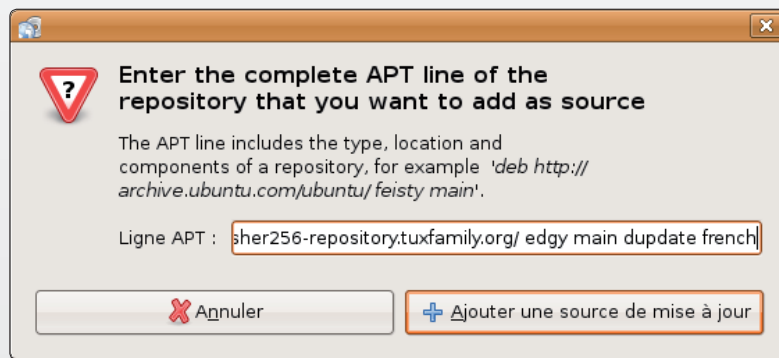 Enter the complete APT line of the
repository that you want to add as source
The APT line includes the type, location and
components of a repository, for example 'deb http://
archive.ubuntu.com/ubuntu/ feisty main'.
Ligne APT : sher256-repository.tuxfamily.org/ edgy main dupdate french
Annuler
Ajouter une source de mise à jour